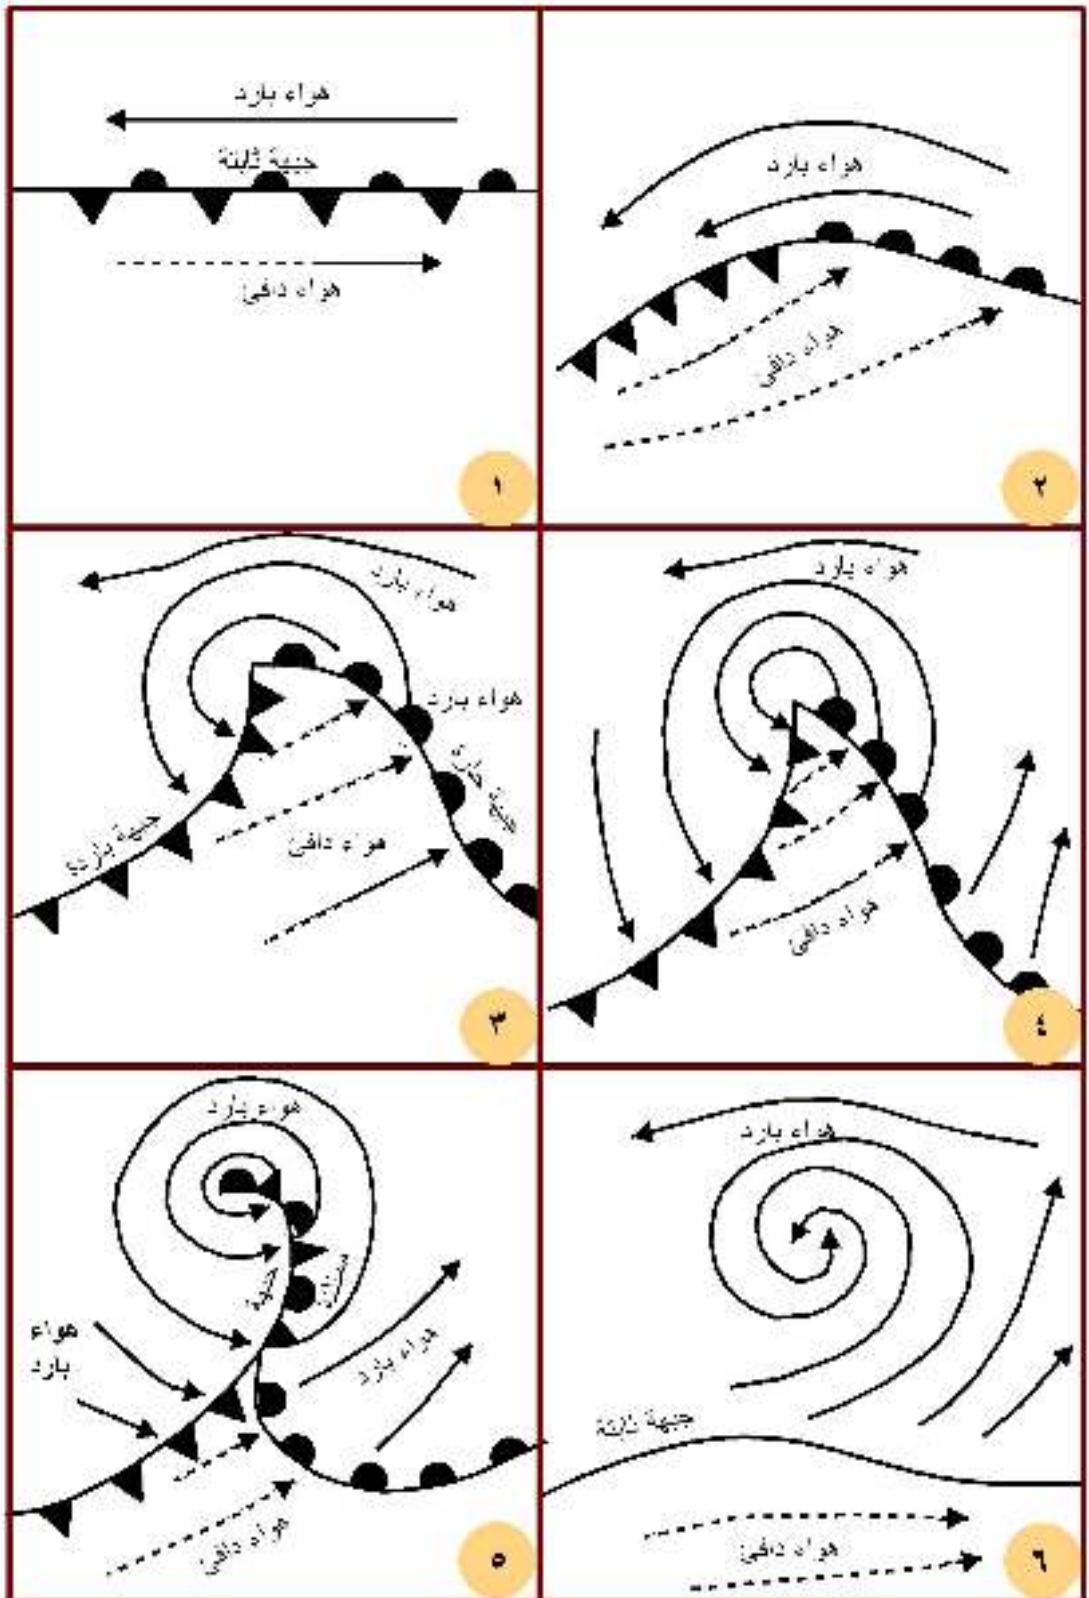 هواء بارد
جبهة ثابتة
هواء دافئ
١
هواء بارد
هواء دافئ
٢
هواء بارد
هواء بارد
جبهة حارة
جبهة باردة
هواء دافئ
٣
هواء بارد
هواء دافئ
٤
هواء بارد
جبهة
هواء
بارد
هواء بارد
هواء دافئ
٥
هواء بارد
جبهة ثابتة
هواء دافئ
٦